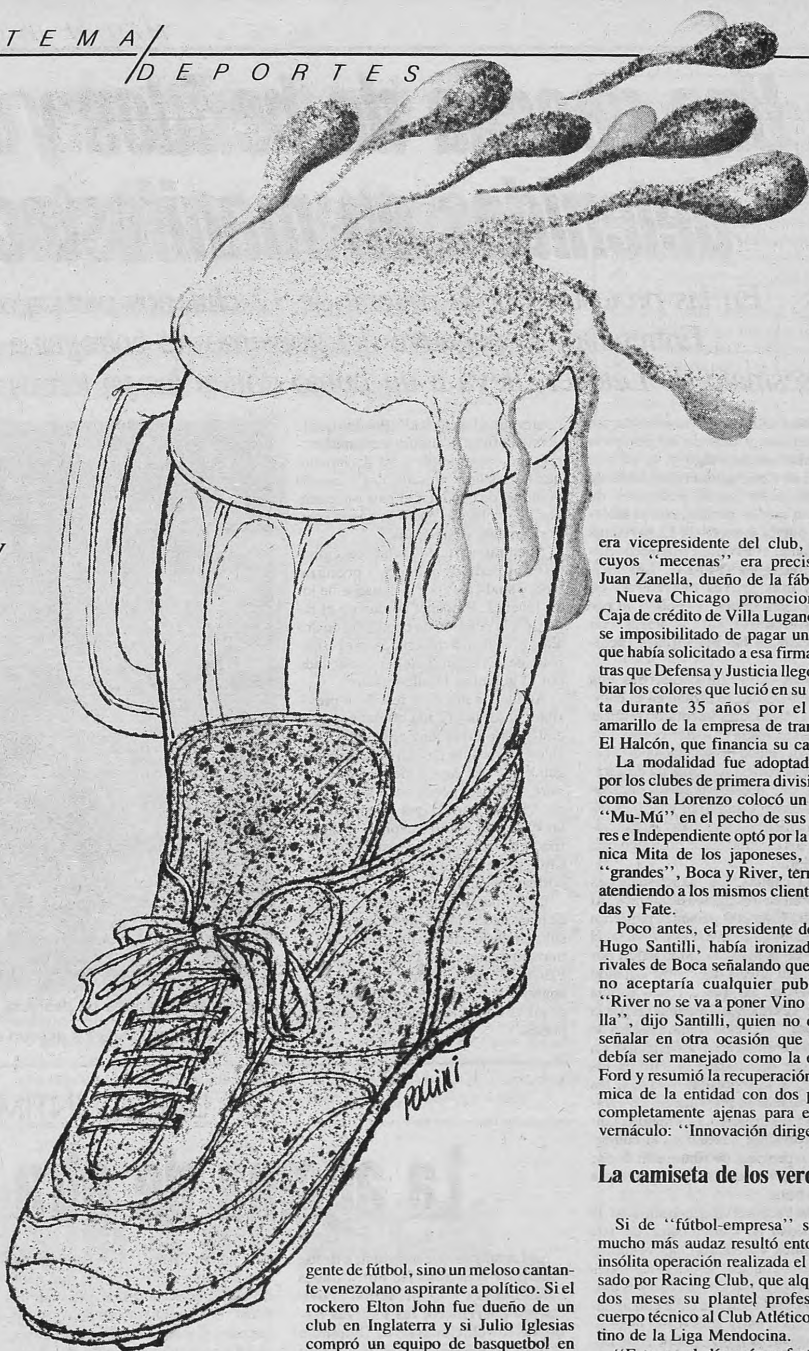 T E M A /
/ D E P O R T E S
POLLINI
gente de fútbol, sino un meloso cantan-
te venezolano aspirante a político. Si el
rockero Elton John fue dueño de un
club en Inglaterra y si Julio Iglesias
compró un equipo de basquetbol en
era vicepresidente del club,
cuyos "mecenas" era precis
Juan Zanella, dueño de la fáb
Nueva Chicago promocion
Caja de crédito de Villa Lugano
se imposibilitado de pagar un
que había solicitado a esa firma
tras que Defensa y Justicia lleg
biar los colores que lució en su
ta durante 35 años por el
amarillo de la empresa de tran
El Halcón, que financia su ca
La modalidad fue adoptad
por los clubes de primera divisi
como San Lorenzo colocó un
"Mu-Mú" en el pecho de sus
res e Independiente optó por la
nica Mita de los japoneses,
"grandes", Boca y River, terr
atendiendo a los mismos client
das y Fate.
Poco antes, el presidente de
Hugo Santilli, había ironizad
rivales de Boca señalando que
no aceptaría cualquier pub
"River no se va a poner Vino
lla", dijo Santilli, quien no
señalar en otra ocasión que
debía ser manejado como la
Ford y resumió la recuperación
mica de la entidad con dos p
completamente ajenas para e
vernáculo: "Innovación dirige
La camiseta de los verd
Si de "fútbol-empresa" s
mucho más audaz resultó ento
insólita operación realizada el
sado por Racing Club, que alq
dos meses su plantel profes
cuerpo técnico al Club Atlético
tino de la Liga Mendocina.